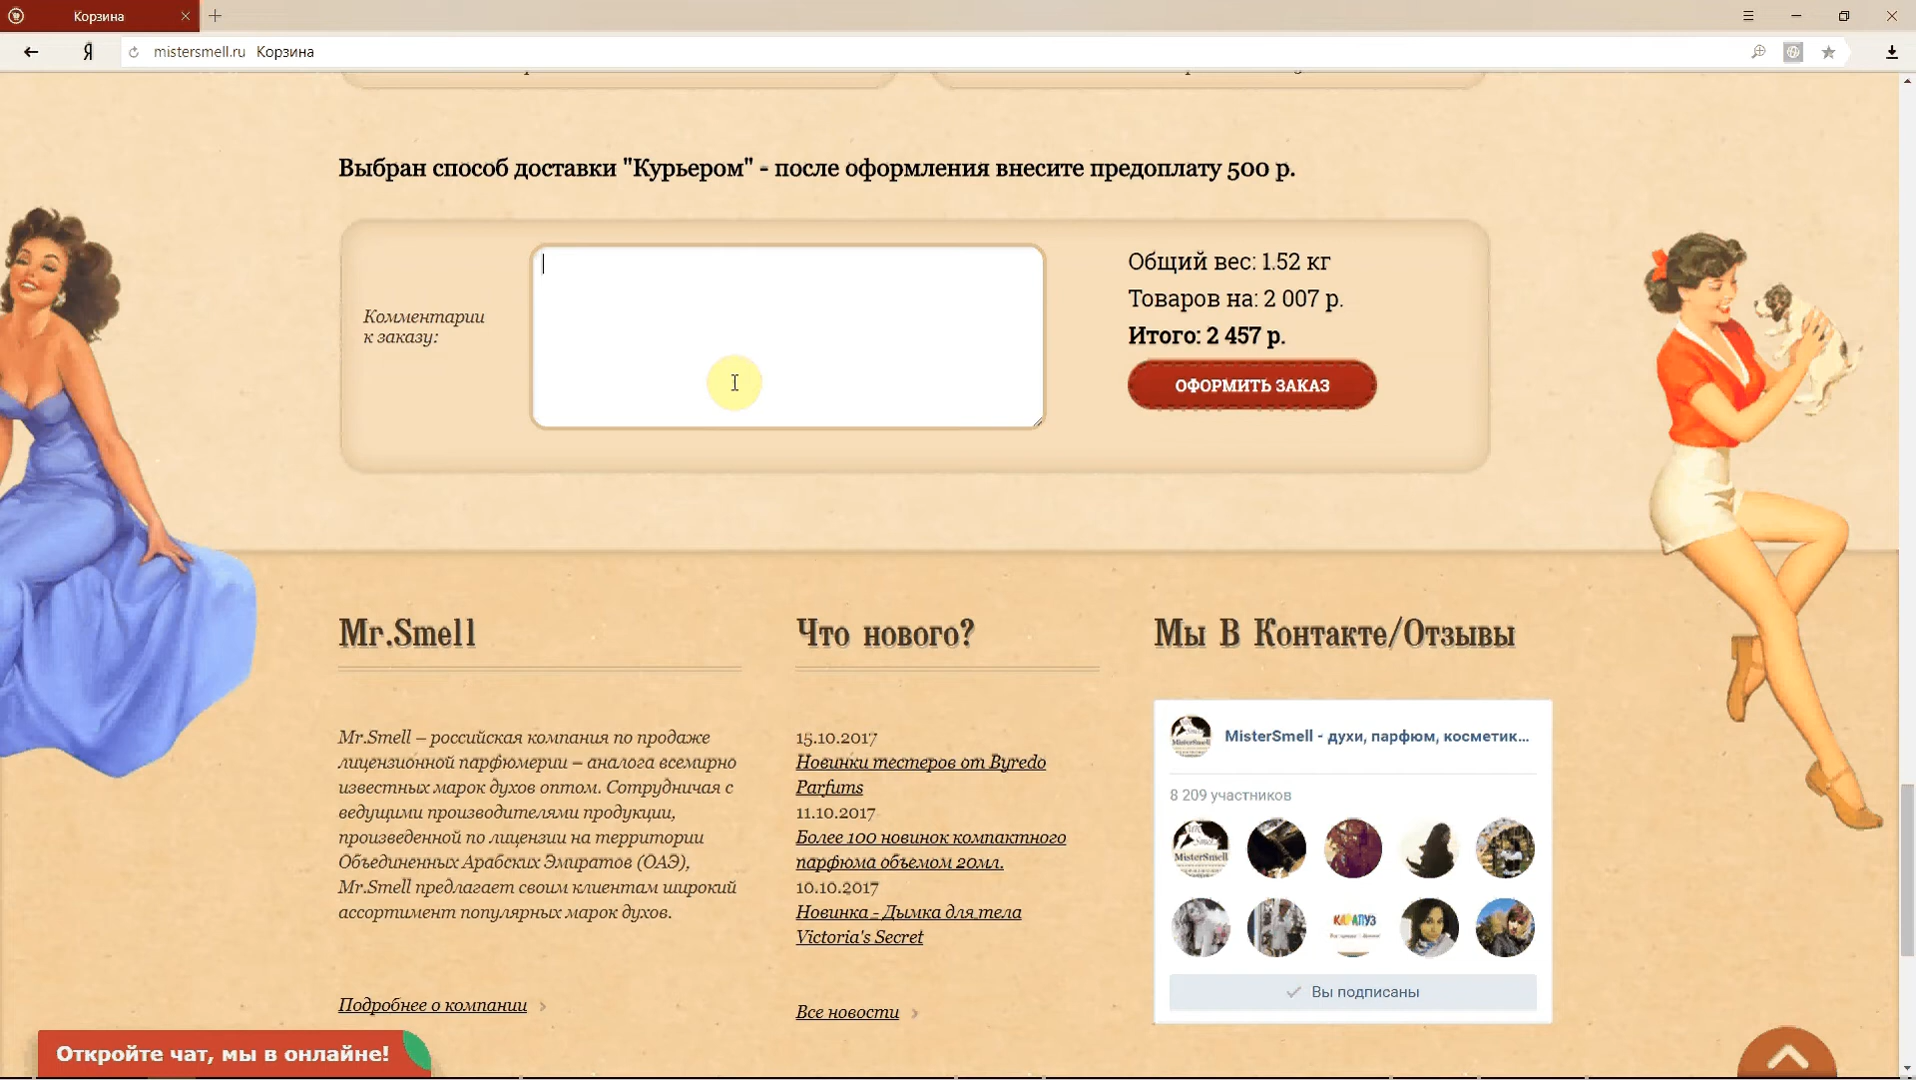 Корзина
Я
mistersmell.ru Корзина
Выбран способ доставки "Курьером" - после оформления внесите предоплату 500 р.
Комментарии
к заказу:
Общий вес: 1.52 кг
Товаров на: 2 007 р.
Итого: 2 457 р.
ОФОРМИТЬ ЗАКАЗ
Mr.Smell
Mr.Smell – российская компания по продаже
лицензионной парфюмерии – аналога всемирно
известных марок духов оптом. Сотрудничая с
ведущими производителями продукции,
произведенной по лицензии на территории
Объединенных Арабских Эмиратов (ОАЭ),
Mr.Smell предлагает своим клиентам широкий
ассортимент популярных марок духов.
Подробнее о компании
Что нового?
15.10.2017
Новинки тестеров от Byredo
Parfums
11.10.2017
Более 100 новинок компактного
парфюма объемом 20мл.
10.10.2017
Новинка - Дымка для тела
Victoria's Secret
Все новости
Мы В Контакте/Отзывы
MisterSmell - духи, парфюм, косметик...
8 209 участников
MisterSmell
КАРАПУЗ
Вы подписаны
Откройте чат, мы в онлайне!